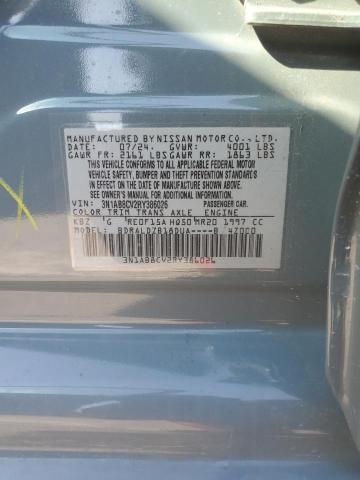 MANUFACTURED BY NISSAN MOTOR CO., LTD.
DATE: 07/24. GVWR: 4001 LBS
GAWR FR: 2161 LBS GAWR RR: 1863 LBS
THIS VEHICLE CONFORMS TO ALL APPLICABLE FEDERAL MOTOR
VEHICLE SAFETY, BUMPER, AND THEFT PREVENTION STANDARDS
IN EFFECT ON THE DATE OF MANUFACTURE SHOWN ABOVE.
SEE OWNER'S MANUAL FOR ADDITIONAL INFORMATION
VIN: 3N1AB8CV2RY386026 PASSENGER CAR.
COLOR TRIM TRANS AXLE ENGINE
KBZ G RE0F15A HQ50 MR20 1997 CC
MODEL: BDRALDZB18DUA----B 4Z000
3N1AB8CV2RY386026